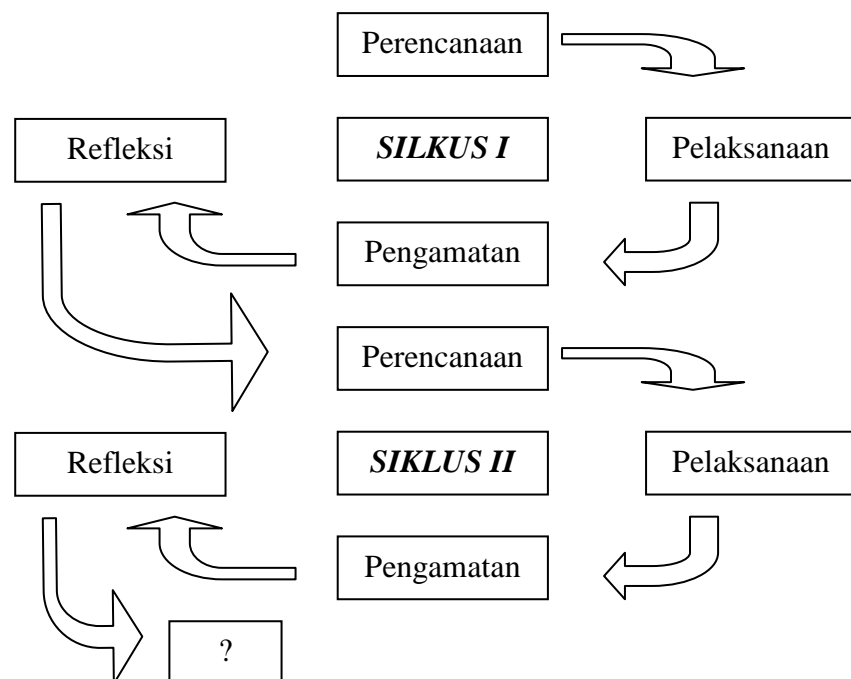 Perencanaan
Refleksi
SILKUS I
Pelaksanaan
Pengamatan
Perencanaan
Refleksi
SIKLUS II
Pelaksanaan
Pengamatan
?